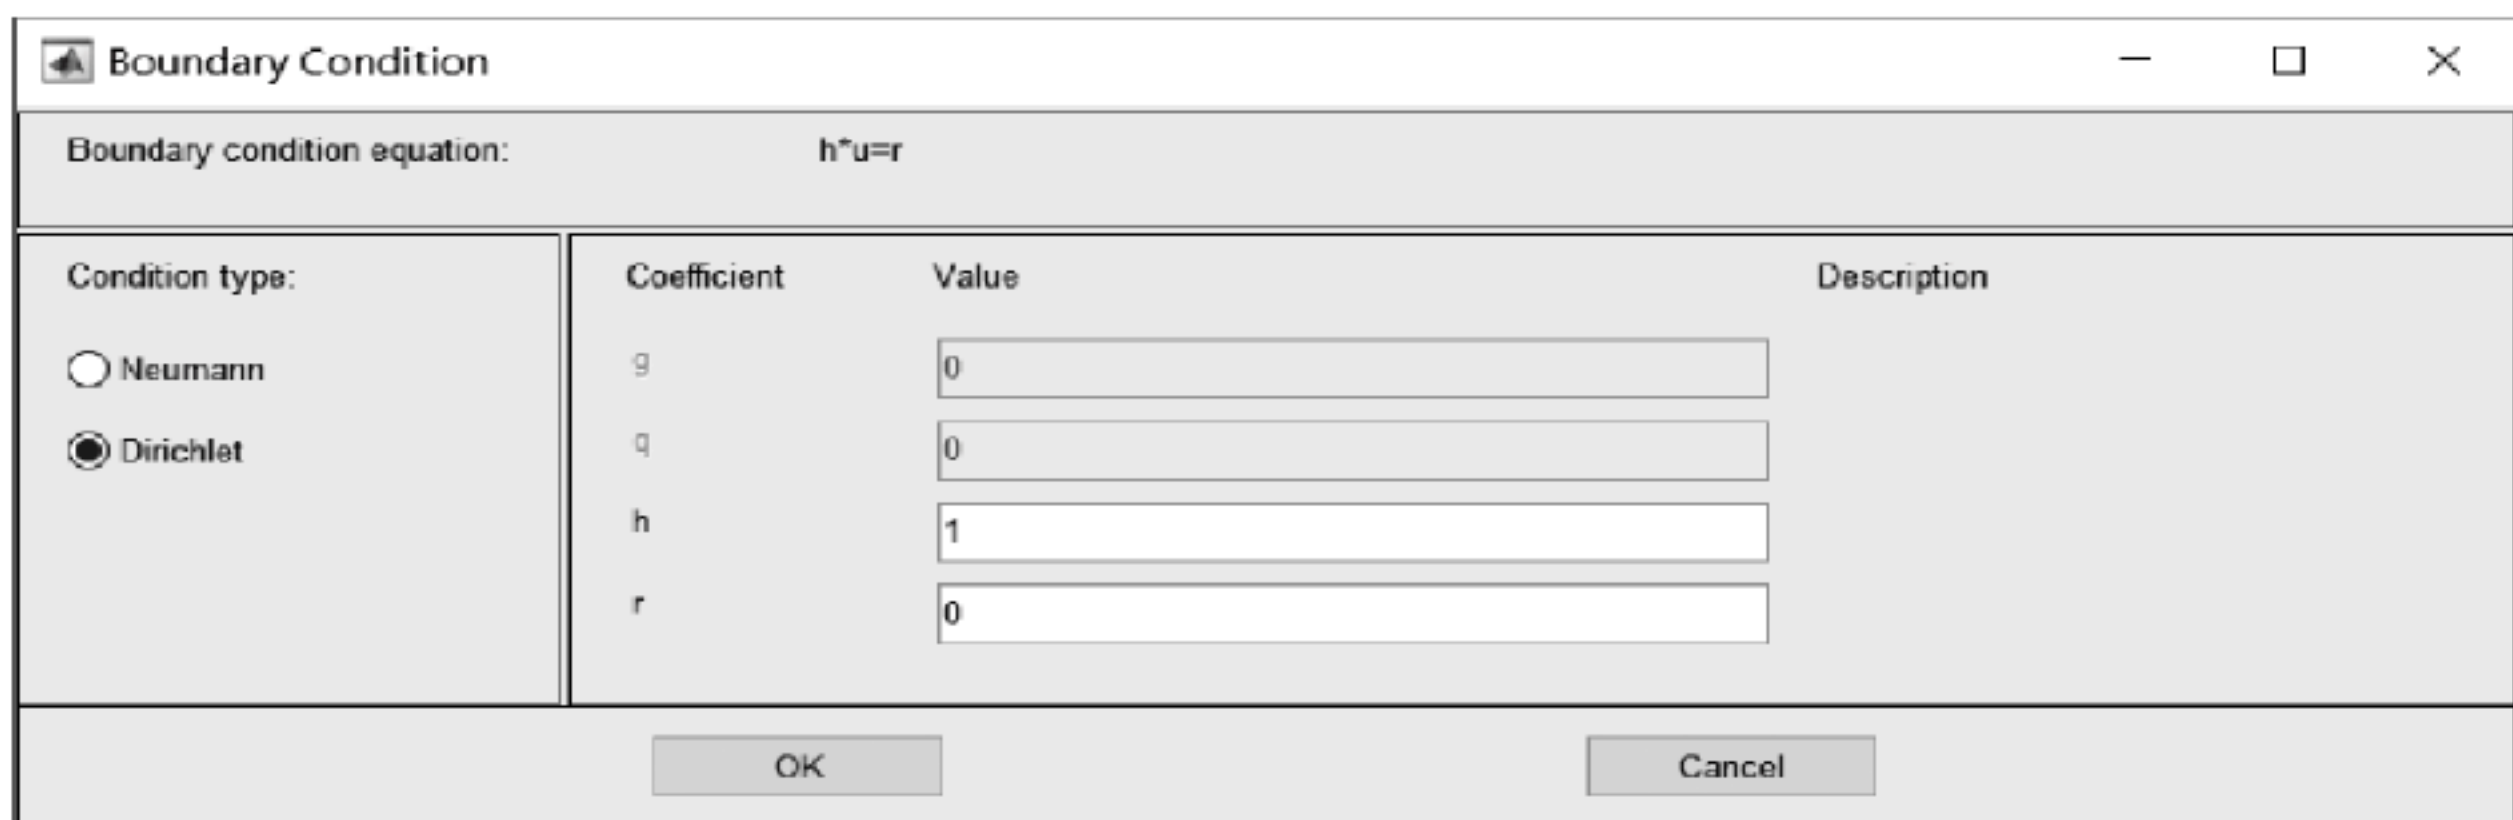 Boundary Condition
Boundary condition equation: h*u=r
Condition type:
Neumann
Dirichlet
Coefficient Value Description
g 0
q 0
h 1
r 0
OK Cancel